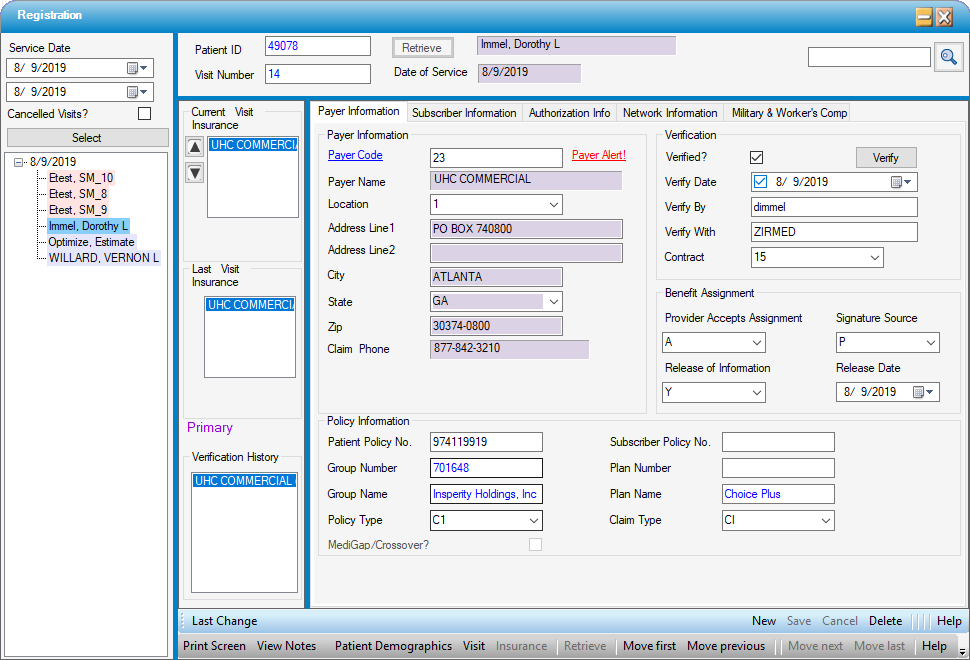 Registration
Service Date
8/ 9/2019
8/ 9/2019
Cancelled Visits?
Select
8/9/2019
Etest, SM_10
Etest, SM_8
Etest, SM_9
Immel, Dorothy L
Optimize, Estimate
WILLARD, VERNON L
Patient ID 49078 Retrieve Immel, Dorothy L
Visit Number 14 Date of Service 8/9/2019
Current Visit
Insurance
UHC COMMERCIA
Last Visit
Insurance
UHC COMMERCIA
Primary
Verification History
UHC COMMERCIAL
Payer Information Subscriber Information Authorization Info Network Information Military & Worker's Comp
Payer Information
Payer Code 23 Payer Alert!
Payer Name UHC COMMERCIAL
Location 1
Address Line1 PO BOX 740800
Address Line2
City ATLANTA
State GA
Zip 30374-0800
Claim Phone 877-842-3210
Verification
Verified? Verify
Verify Date 8/ 9/2019
Verify By dimmel
Verify With ZIRMED
Contract 15
Benefit Assignment
Provider Accepts Assignment Signature Source
A P
Release of Information Release Date
Y 8/ 9/2019
Policy Information
Patient Policy No. 974119919 Subscriber Policy No.
Group Number 701648 Plan Number
Group Name Insperity Holdings, Inc Plan Name Choice Plus
Policy Type C1 Claim Type CI
MediGap/Crossover?
Last Change New Save Cancel Delete Help
Print Screen View Notes Patient Demographics Visit Insurance Retrieve Move first Move previous Move next Move last Help